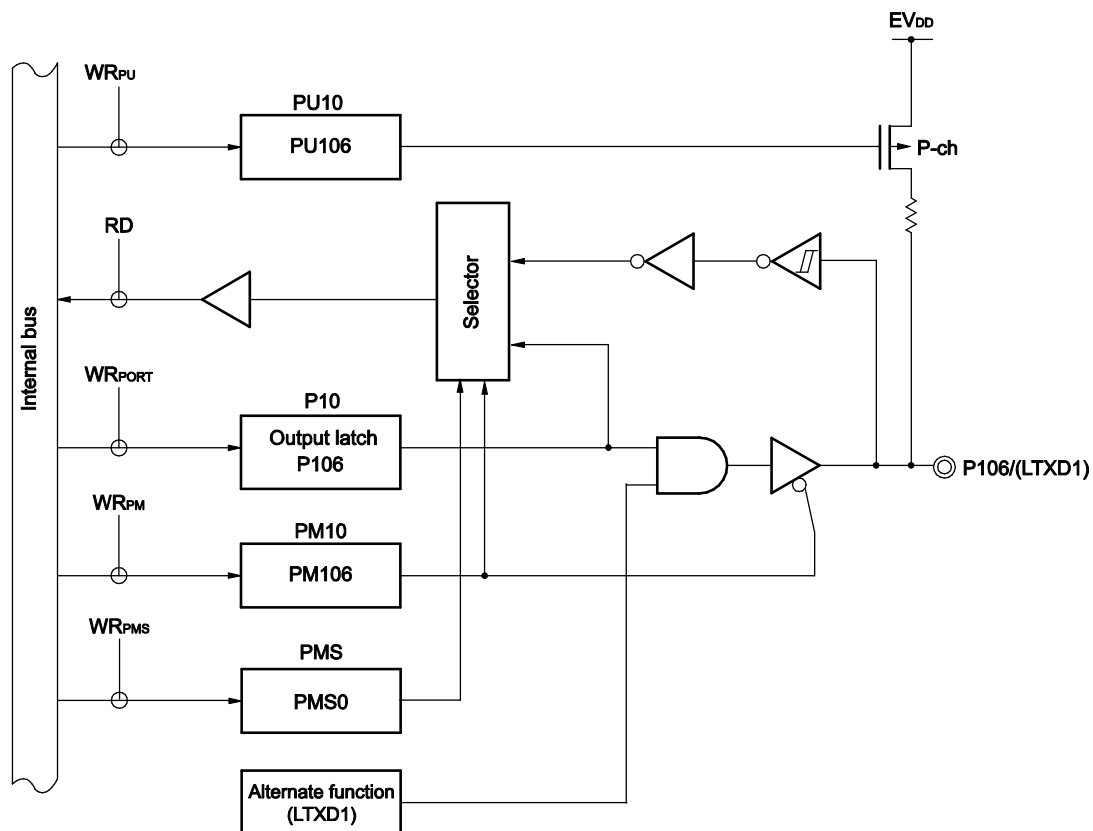 EVDD
WRPU
PU10
PU106
P-ch
RD
Selector
Internal bus
WRPORT
P10
Output latch
P106
P106/(LTXD1)
WRPM
PM10
PM106
WRPMS
PMS
PMS0
Alternate function
(LTXD1)